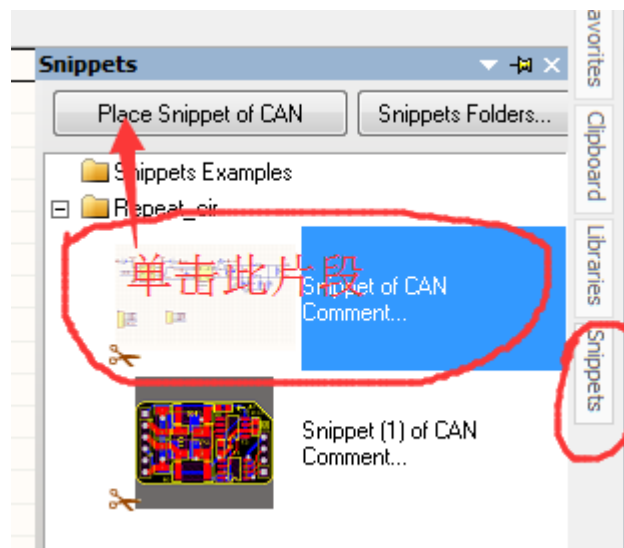 avorites
Snippets
Place Snippet of CAN
Snippets Folders...
Clipboard
Snippets Examples
Repeat_cir
Libraries
单击此片段
Snippet of CAN
Comment...
Snippets
Snippet (1) of CAN
Comment...